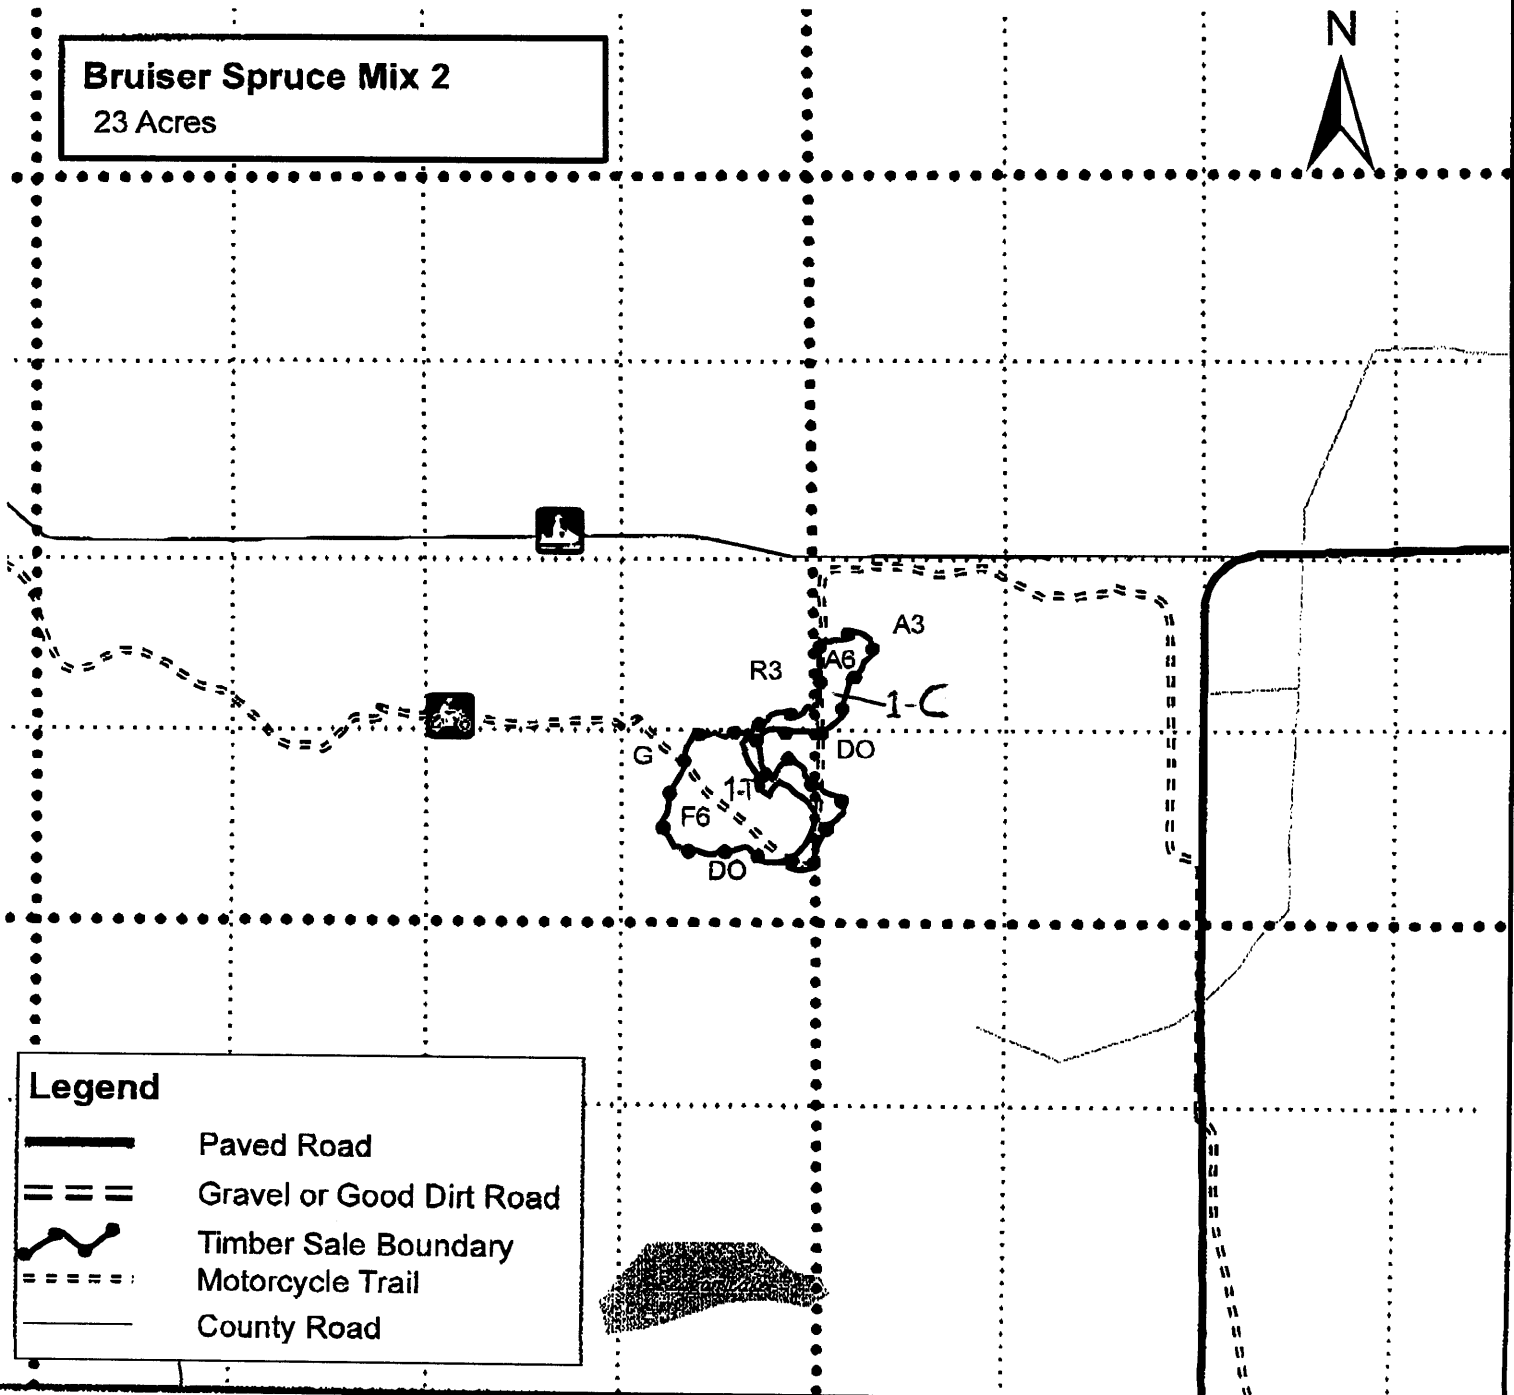 Bruiser Spruce Mix 2
23 Acres
N
A3
A6
R3
1-C
DO
G
1-T
F6
DO
Legend
Paved Road
Gravel or Good Dirt Road
Timber Sale Boundary
Motorcycle Trail
County Road